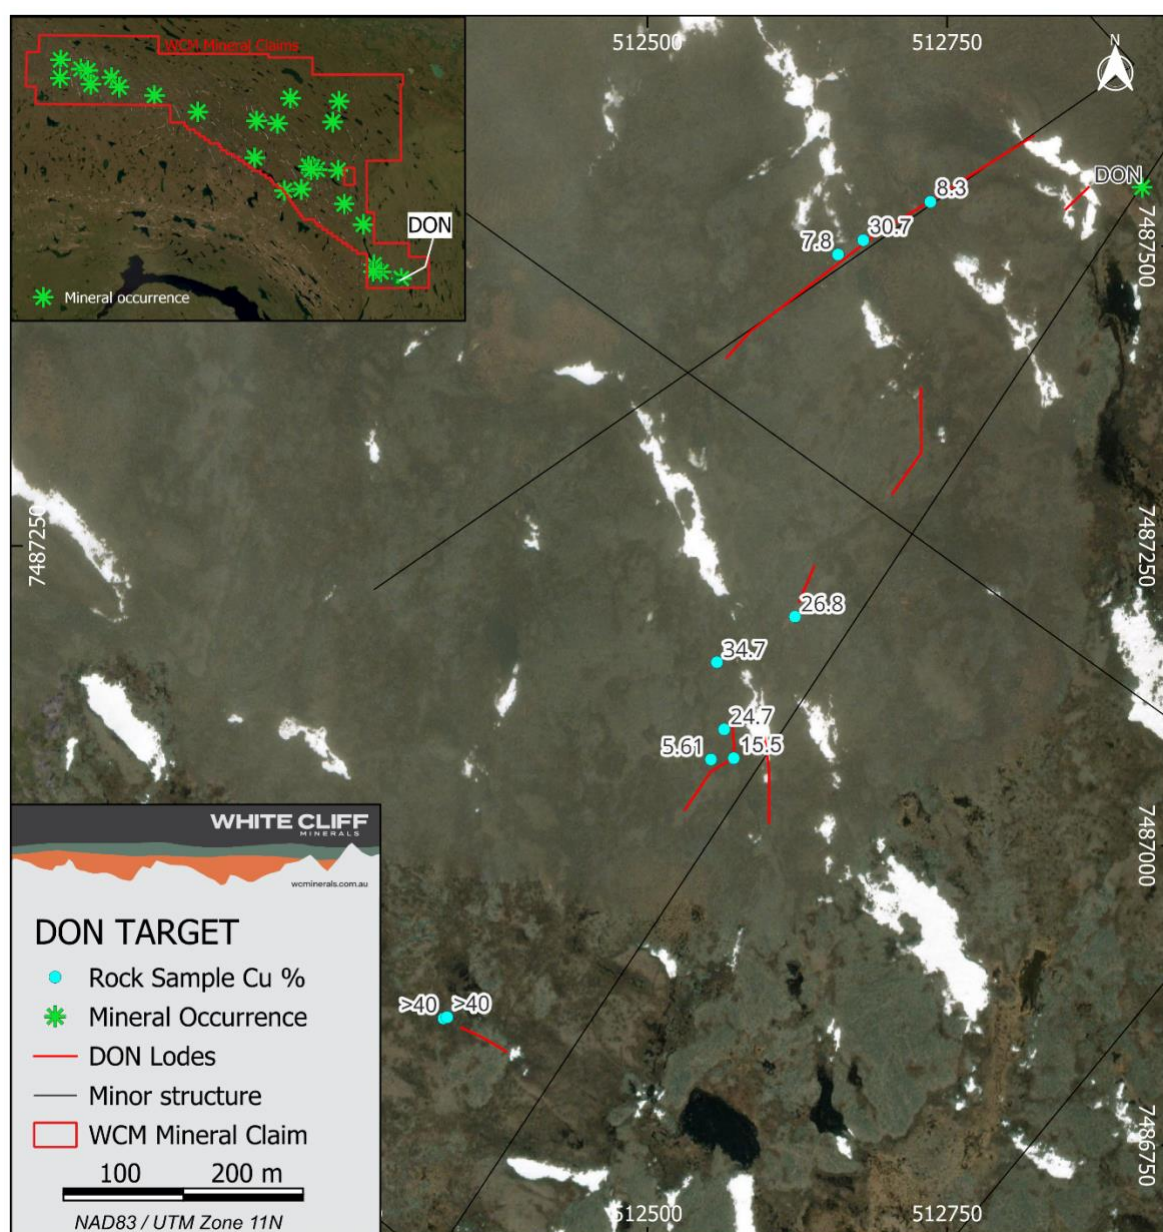 WCM Mineral Claims
DON
Mineral occurrence
512500
512750
N
DON
8.3
30.7
7.8
7487500
7487250
7487250
26.8
34.7
24.7
5.61
15.5
7487000
>40
>40
7486750
512500
512750
WHITE CLIFF
MINERALS
wcminerals.com.au
DON TARGET
Rock Sample Cu %
Mineral Occurrence
DON Lodes
Minor structure
WCM Mineral Claim
100 200 m
NAD83 / UTM Zone 11N